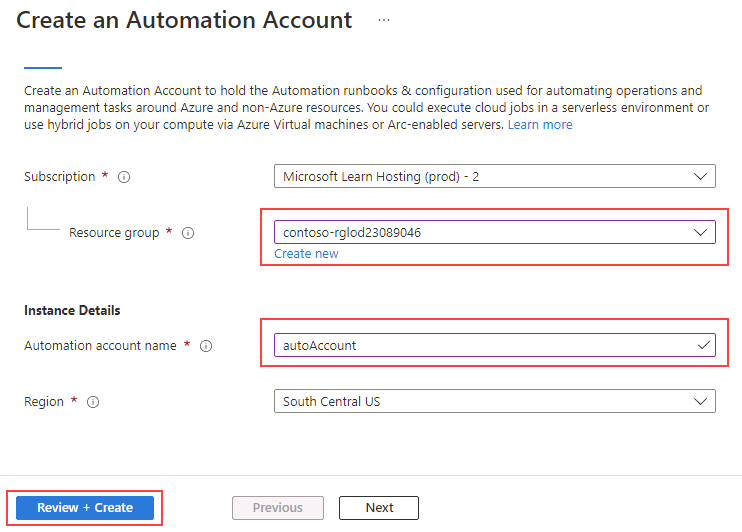 Create an Automation Account ...
Create an Automation Account to hold the Automation runbooks & configuration used for automating operations and
management tasks around Azure and non-Azure resources. You could execute cloud jobs in a serverless environment or
use hybrid jobs on your compute via Azure Virtual machines or Arc-enabled servers. Learn more
Subscription * Microsoft Learn Hosting (prod) - 2
Resource group * contoso-rglod23089046
Create new
Instance Details
Automation account name * autoAccount
Region * South Central US
Review + Create Previous Next